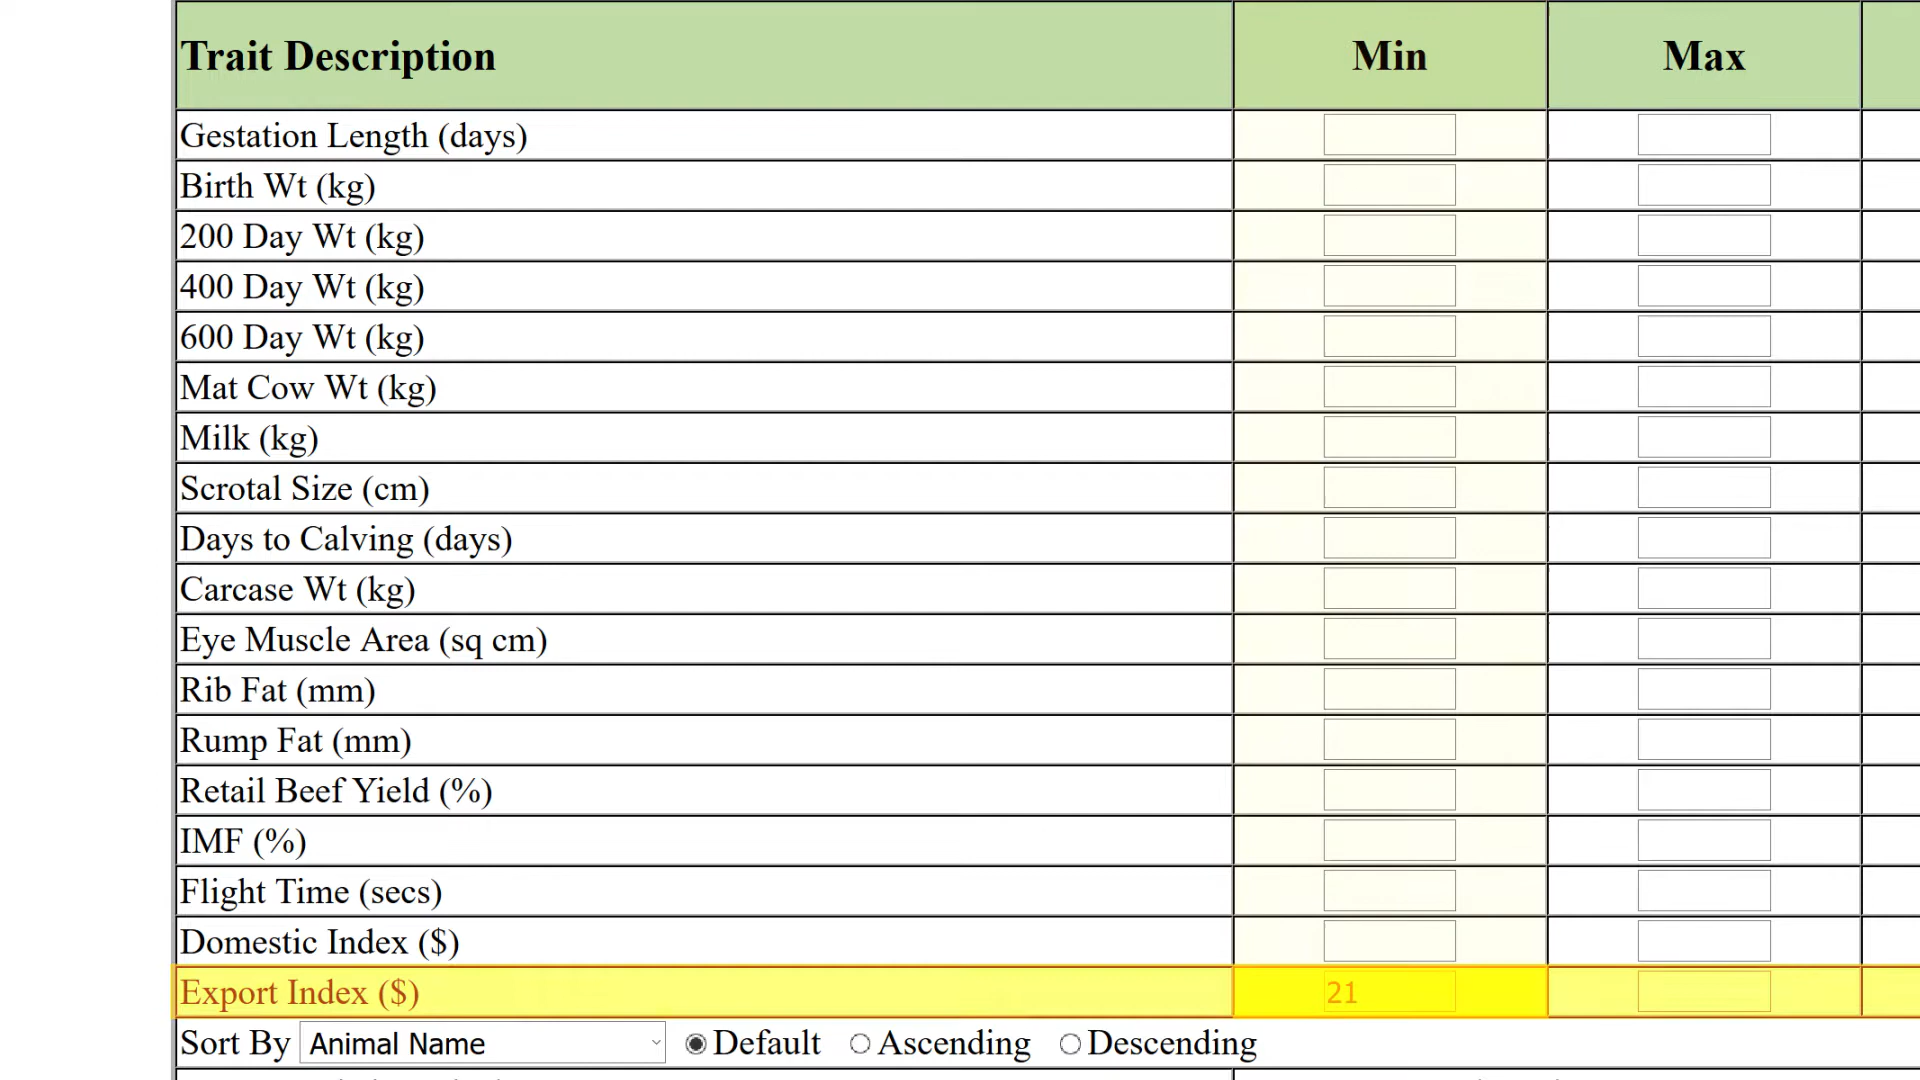 Trait Description Min Max
Gestation Length (days)
Birth Wt (kg)
200 Day Wt (kg)
400 Day Wt (kg)
600 Day Wt (kg)
Mat Cow Wt (kg)
Milk (kg)
Scrotal Size (cm)
Days to Calving (days)
Carcase Wt (kg)
Eye Muscle Area (sq cm)
Rib Fat (mm)
Rump Fat (mm)
Retail Beef Yield (%)
IMF (%)
Flight Time (secs)
Domestic Index ($)
Export Index ($) 21
Sort By Animal Name Default Ascending Descending